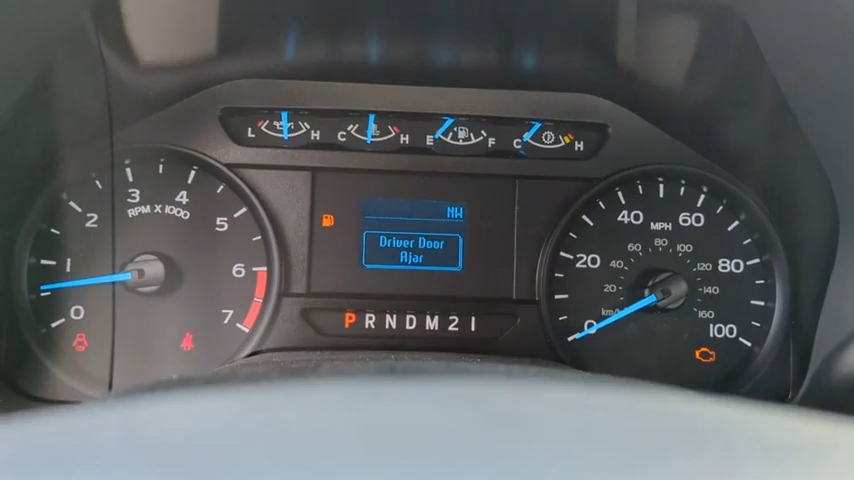 L H C H E F C H
0 1 2 3 4 5 6 7
RPM X 1000
NW
Driver Door
Ajar
P R N D M 2 1
0 20 40 60 80 100
MPH
km/h 20 40 60 80 100 120 140 160